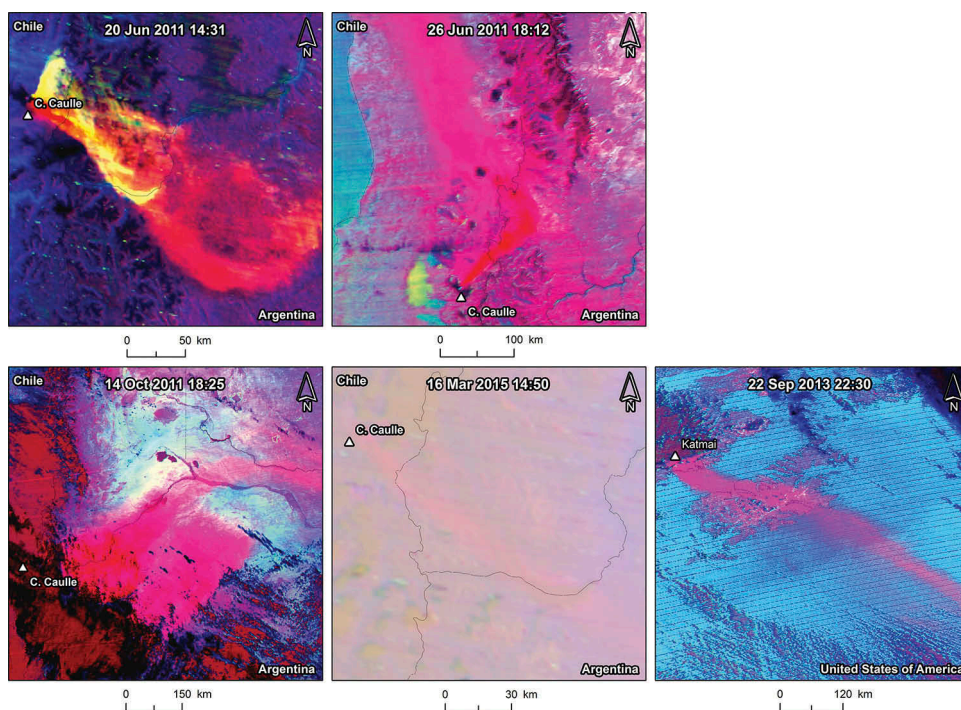 Chile
20 Jun 2011 14:31
N
C. Caulle
Argentina
0 50 km
Chile
26 Jun 2011 18:12
N
C. Caulle
Argentina
0 100 km
Chile
14 Oct 2011 18:25
N
C. Caulle
Argentina
0 150 km
Chile
16 Mar 2015 14:50
N
C. Caulle
Argentina
0 30 km
22 Sep 2013 22:30
N
Katmai
United States of America
0 120 km